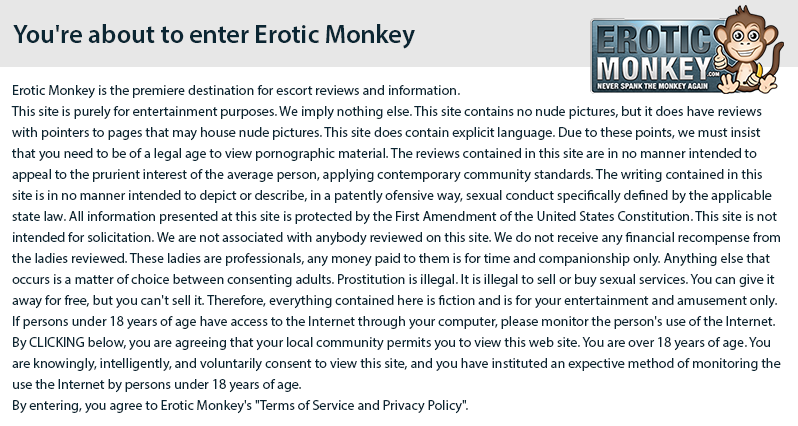 You're about to enter Erotic Monkey
EROTIC
MONKEY.COM
NEVER SPANK THE MONKEY AGAIN
Erotic Monkey is the premiere destination for escort reviews and information.
This site is purely for entertainment purposes. We imply nothing else. This site contains no nude pictures, but it does have reviews
with pointers to pages that may house nude pictures. This site does contain explicit language. Due to these points, we must insist
that you need to be of a legal age to view pornographic material. The reviews contained in this site are in no manner intended to
appeal to the prurient interest of the average person, applying contemporary community standards. The writing contained in this
site is in no manner intended to depict or describe, in a patently ofensive way, sexual conduct specifically defined by the applicable
state law. All information presented at this site is protected by the First Amendment of the United States Constitution. This site is not
intended for solicitation. We are not associated with anybody reviewed on this site. We do not receive any financial recompense from
the ladies reviewed. These ladies are professionals, any money paid to them is for time and companionship only. Anything else that
occurs is a matter of choice between consenting adults. Prostitution is illegal. It is illegal to sell or buy sexual services. You can give it
away for free, but you can't sell it. Therefore, everything contained here is fiction and is for your entertainment and amusement only.
If persons under 18 years of age have access to the Internet through your computer, please monitor the person's use of the Internet.
By CLICKING below, you are agreeing that your local community permits you to view this web site. You are over 18 years of age. You
are knowingly, intelligently, and voluntarily consent to view this site, and you have instituted an expective method of monitoring the
use the Internet by persons under 18 years of age.
By entering, you agree to Erotic Monkey's "Terms of Service and Privacy Policy".